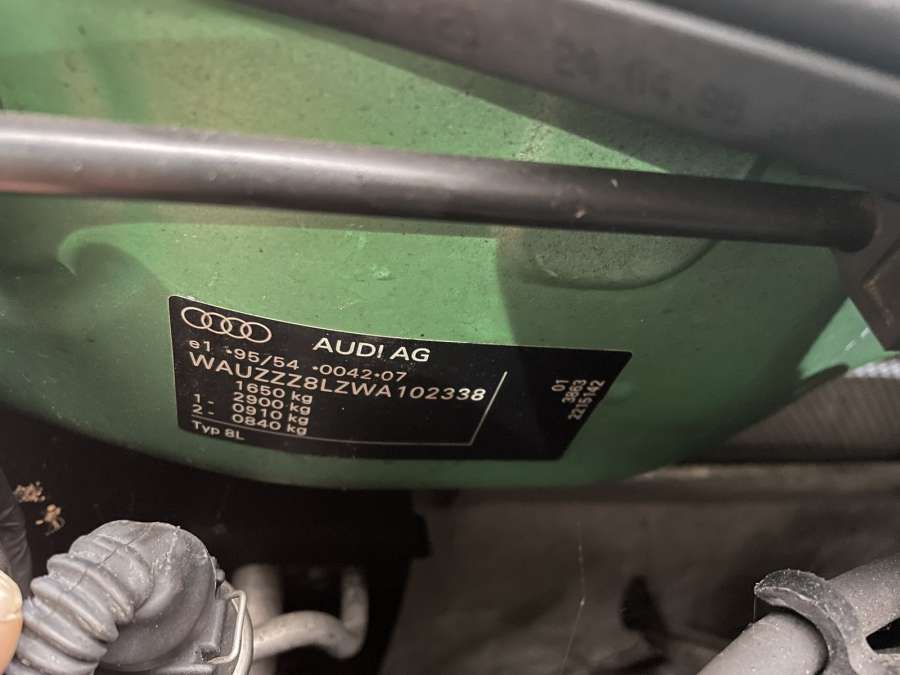 AUDI AG
e1 *95/54 *0042*07
WAUZZZ8LZWA102338
1650 kg
2900 kg
1 - 0910 kg
2 - 0840 kg
Typ 8L
01
3863
2215142